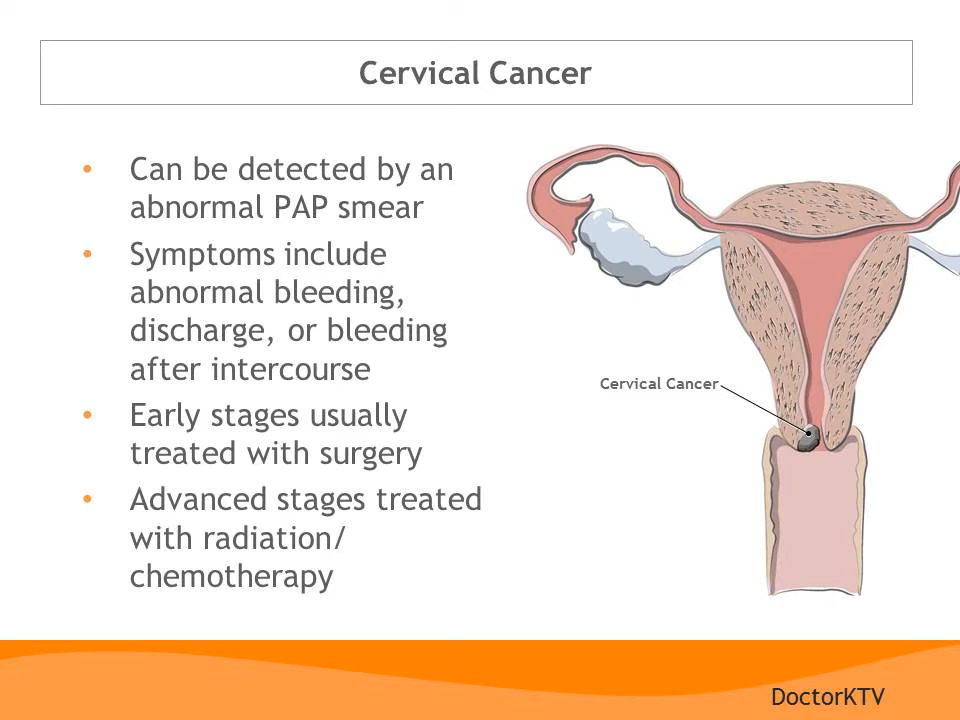 Cervical Cancer
• Can be detected by an
abnormal PAP smear
• Symptoms include
abnormal bleeding,
discharge, or bleeding
after intercourse
• Early stages usually
treated with surgery
• Advanced stages treated
with radiation/
chemotherapy
Cervical Cancer
DoctorKTV